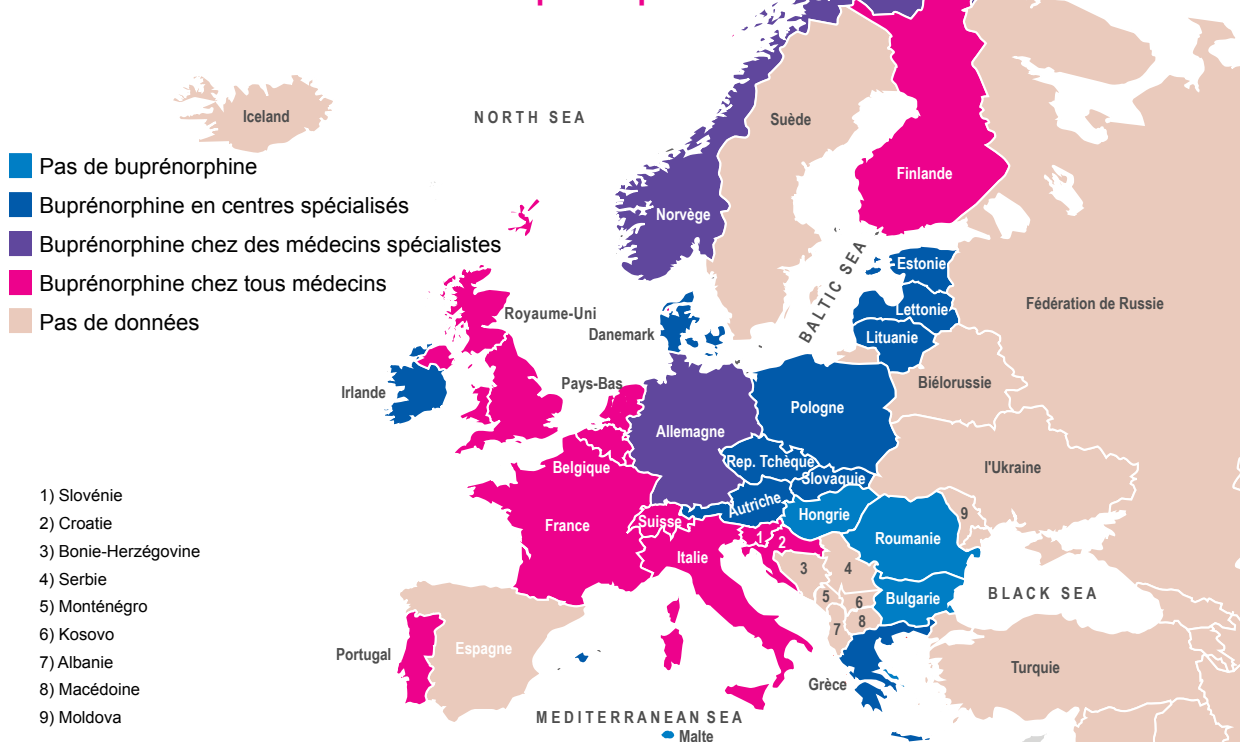 Iceland
NORTH SEA
Suède
Finlande
Norvège
Pas de buprénorphine
Buprénorphine en centres spécialisés
Buprénorphine chez des médecins spécialistes
Buprénorphine chez tous médecins
Pas de données
BALTIC SEA
Estonie
Lettonie
Lituanie
Fédération de Russie
Royaume-Uni
Danemark
Irlande
Pays-Bas
Biélorussie
Pologne
Allemagne
Belgique
Rep. Tchèque
Slovaquie
l'Ukraine
Autriche
Hongrie
France
Suisse
Italie
Roumanie
Bulgarie
1
2
3
4
5
6
7
8
9
BLACK SEA
1) Slovénie
2) Croatie
3) Bonie-Herzégovine
4) Serbie
5) Monténégro
6) Kosovo
7) Albanie
8) Macédoine
9) Moldova
Portugal
Espagne
Grèce
Turquie
MEDITERRANEAN SEA
Malte